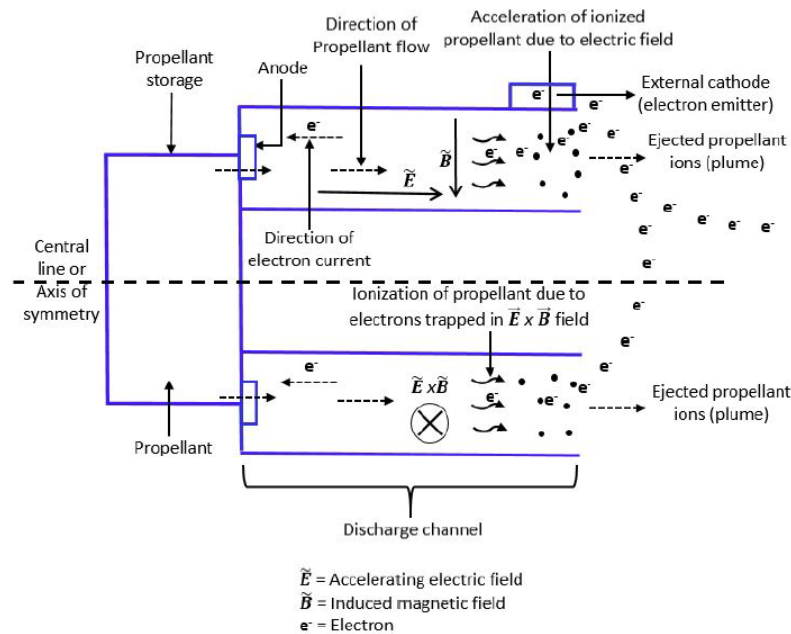 Acceleration of ionized
propellant due to electric field
Direction of
Propellant flow
Propellant
storage
Anode
External cathode
(electron emitter)
e⁻
e⁻
e⁻
e⁻
e⁻
e⁻
e⁻
B̃
Ẽ
Ejected propellant
ions (plume)
e⁻
e⁻
e⁻
e⁻
e⁻
e⁻
e⁻
e⁻
Direction of
electron current
Central
line or
Axis of
symmetry
Ionization of propellant due to
electrons trapped in E⃗ x B⃗ field
e⁻
e⁻
e⁻
Ẽ xB̃
e⁻
e⁻
e⁻
Ejected propellant
ions (plume)
Propellant
Discharge channel
Ẽ = Accelerating electric field
B̃ = Induced magnetic field
e⁻ = Electron